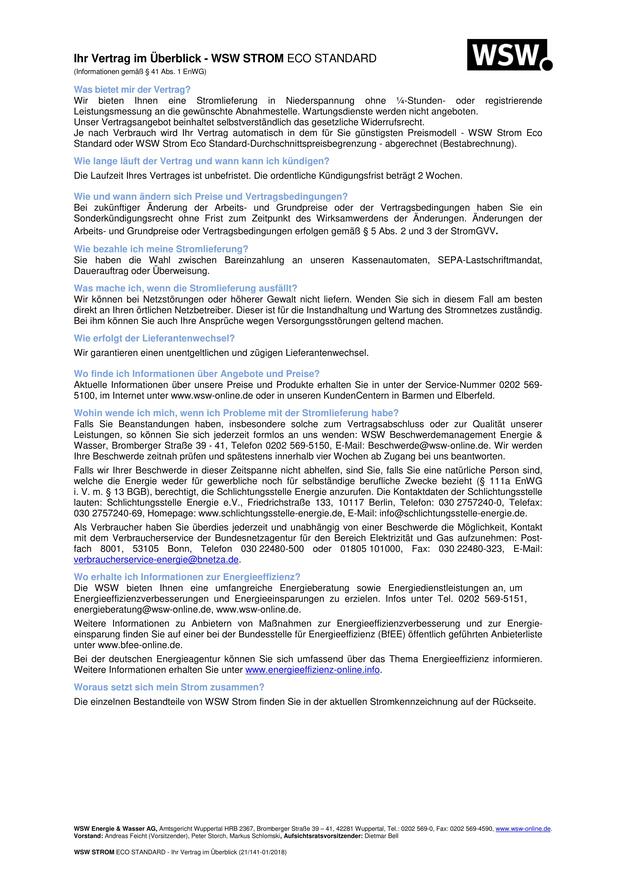 Ihr Vertrag im Überblick - WSW STROM ECO STANDARD
(Informationen gemäß § 41 Abs. 1 EnWG)
WSW.
Was bietet mir der Vertrag?
Wir bieten Ihnen eine Stromlieferung in Niederspannung ohne ¼-Stunden- oder registrierende
Leistungsmessung an die gewünschte Abnahmestelle. Wartungsdienste werden nicht angeboten.
Unser Vertragsangebot beinhaltet selbstverständlich das gesetzliche Widerrufsrecht.
Je nach Verbrauch wird Ihr Vertrag automatisch in dem für Sie günstigsten Preismodell - WSW Strom Eco
Standard oder WSW Strom Eco Standard-Durchschnittspreisbegrenzung - abgerechnet (Bestabrechnung).
Wie lange läuft der Vertrag und wann kann ich kündigen?
Die Laufzeit Ihres Vertrages ist unbefristet. Die ordentliche Kündigungsfrist beträgt 2 Wochen.
Wie und wann ändern sich Preise und Vertragsbedingungen?
Bei zukünftiger Änderung der Arbeits- und Grundpreise oder der Vertragsbedingungen haben Sie ein
Sonderkündigungsrecht ohne Frist zum Zeitpunkt des Wirksamwerdens der Änderungen. Änderungen der
Arbeits- und Grundpreise oder Vertragsbedingungen erfolgen gemäß § 5 Abs. 2 und 3 der StromGVV.
Wie bezahle ich meine Stromlieferung?
Sie haben die Wahl zwischen Bareinzahlung an unseren Kassenautomaten, SEPA-Lastschriftmandat,
Dauerauftrag oder Überweisung.
Was mache ich, wenn die Stromlieferung ausfällt?
Wir können bei Netzstörungen oder höherer Gewalt nicht liefern. Wenden Sie sich in diesem Fall am besten
direkt an Ihren örtlichen Netzbetreiber. Dieser ist für die Instandhaltung und Wartung des Stromnetzes zuständig.
Bei ihm können Sie auch Ihre Ansprüche wegen Versorgungsstörungen geltend machen.
Wie erfolgt der Lieferantenwechsel?
Wir garantieren einen unentgeltlichen und zügigen Lieferantenwechsel.
Wo finde ich Informationen über Angebote und Preise?
Aktuelle Informationen über unsere Preise und Produkte erhalten Sie in unter der Service-Nummer 0202 569-
5100, im Internet unter www.wsw-online.de oder in unseren KundenCentern in Barmen und Elberfeld.
Wohin wende ich mich, wenn ich Probleme mit der Stromlieferung habe?
Falls Sie Beanstandungen haben, insbesondere solche zum Vertragsabschluss oder zur Qualität unserer
Leistungen, so können Sie sich jederzeit formlos an uns wenden: WSW Beschwerdemanagement Energie &
Wasser, Bromberger Straße 39 - 41, Telefon 0202 569-5150, E-Mail: Beschwerde@wsw-online.de. Wir werden
Ihre Beschwerde zeitnah prüfen und spätestens innerhalb vier Wochen ab Zugang bei uns beantworten.
Falls wir Ihrer Beschwerde in dieser Zeitspanne nicht abhelfen, sind Sie, falls Sie eine natürliche Person sind,
welche die Energie weder für gewerbliche noch für selbständige berufliche Zwecke bezieht (§ 111a EnWG
i. V. m. § 13 BGB), berechtigt, die Schlichtungsstelle Energie anzurufen. Die Kontaktdaten der Schlichtungsstelle
lauten: Schlichtungsstelle Energie e.V., Friedrichstraße 133, 10117 Berlin, Telefon: 030 2757240-0, Telefax:
030 2757240-69, Homepage: www.schlichtungsstelle-energie.de, E-Mail: info@schlichtungsstelle-energie.de.
Als Verbraucher haben Sie überdies jederzeit und unabhängig von einer Beschwerde die Möglichkeit, Kontakt
mit dem Verbraucherservice der Bundesnetzagentur für den Bereich Elektrizität und Gas aufzunehmen: Post-
fach 8001, 53105 Bonn, Telefon 030 22480-500 oder 01805 101000, Fax: 030 22480-323, E-Mail:
verbraucherservice-energie@bnetza.de.
Wo erhalte ich Informationen zur Energieeffizienz?
Die WSW bieten Ihnen eine umfangreiche Energieberatung sowie Energiedienstleistungen an, um
Energieeffizienzverbesserungen und Energieeinsparungen zu erzielen. Infos unter Tel. 0202 569-5151,
energieberatung@wsw-online.de, www.wsw-online.de.
Weitere Informationen zu Anbietern von Maßnahmen zur Energieeffizienzverbesserung und zur Energie-
einsparung finden Sie auf einer bei der Bundesstelle für Energieeffizienz (BfEE) öffentlich geführten Anbieterliste
unter www.bfee-online.de.
Bei der deutschen Energieagentur können Sie sich umfassend über das Thema Energieeffizienz informieren.
Weitere Informationen erhalten Sie unter www.energieeffizienz-online.info.
Woraus setzt sich mein Strom zusammen?
Die einzelnen Bestandteile von WSW Strom finden Sie in der aktuellen Stromkennzeichnung auf der Rückseite.
WSW Energie & Wasser AG, Amtsgericht Wuppertal HRB 2367, Bromberger Straße 39 – 41, 42281 Wuppertal, Tel.: 0202 569-0, Fax: 0202 569-4590, www.wsw-online.de.
Vorstand: Andreas Feicht (Vorsitzender), Peter Storch, Markus Schlomski, Aufsichtsratsvorsitzender: Dietmar Bell
WSW STROM ECO STANDARD - Ihr Vertrag im Überblick (21/141-01/2018)